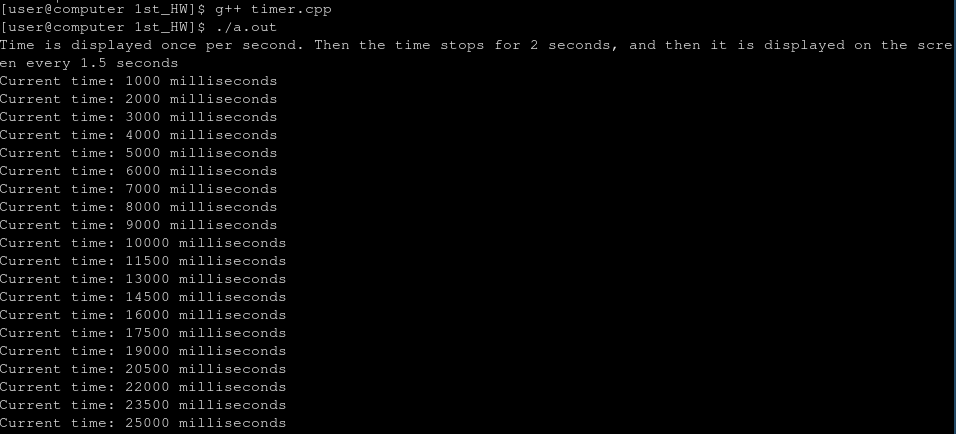 [user@computer 1st_HW]$ g++ timer.cpp
[user@computer 1st_HW]$ ./a.out
Time is displayed once per second. Then the time stops for 2 seconds, and then it is displayed on the scre
en every 1.5 seconds
Current time: 1000 milliseconds
Current time: 2000 milliseconds
Current time: 3000 milliseconds
Current time: 4000 milliseconds
Current time: 5000 milliseconds
Current time: 6000 milliseconds
Current time: 7000 milliseconds
Current time: 8000 milliseconds
Current time: 9000 milliseconds
Current time: 10000 milliseconds
Current time: 11500 milliseconds
Current time: 13000 milliseconds
Current time: 14500 milliseconds
Current time: 16000 milliseconds
Current time: 17500 milliseconds
Current time: 19000 milliseconds
Current time: 20500 milliseconds
Current time: 22000 milliseconds
Current time: 23500 milliseconds
Current time: 25000 milliseconds